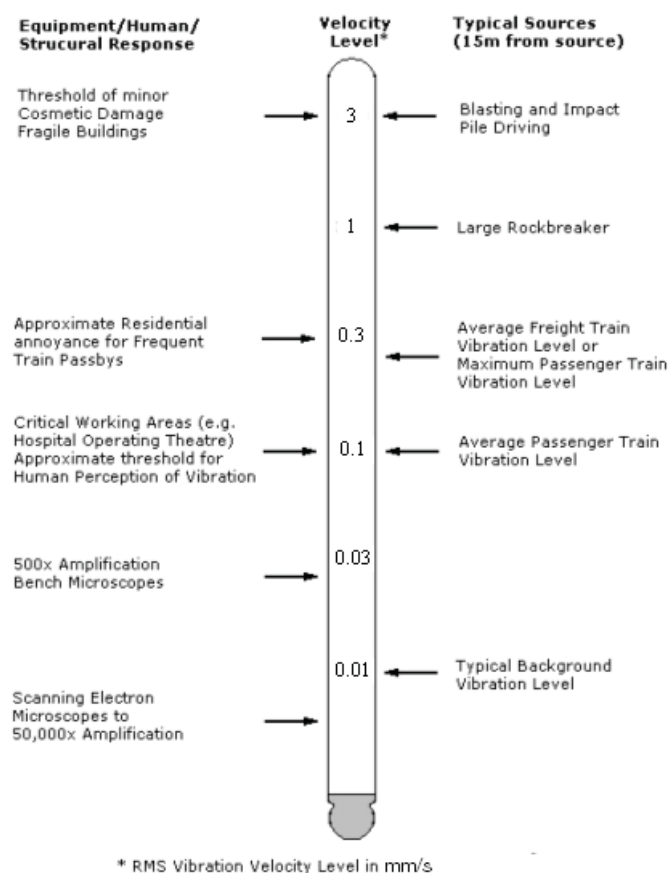 Equipment/Human/
Strucural Response
Velocity
Level*
Typical Sources
(15m from source)
Threshold of minor
Cosmetic Damage
Fragile Buildings
3
Blasting and Impact
Pile Driving
1
Large Rockbreaker
Approximate Residential
annoyance for Frequent
Train Passbys
0.3
Average Freight Train
Vibration Level or
Maximum Passenger Train
Vibration Level
Critical Working Areas (e.g.
Hospital Operating Theatre)
Approximate threshold for
Human Perception of Vibration
0.1
Average Passenger Train
Vibration Level
500x Amplification
Bench Microscopes
0.03
0.01
Typical Background
Vibration Level
Scanning Electron
Microscopes to
50,000x Amplification
* RMS Vibration Velocity Level in mm/s